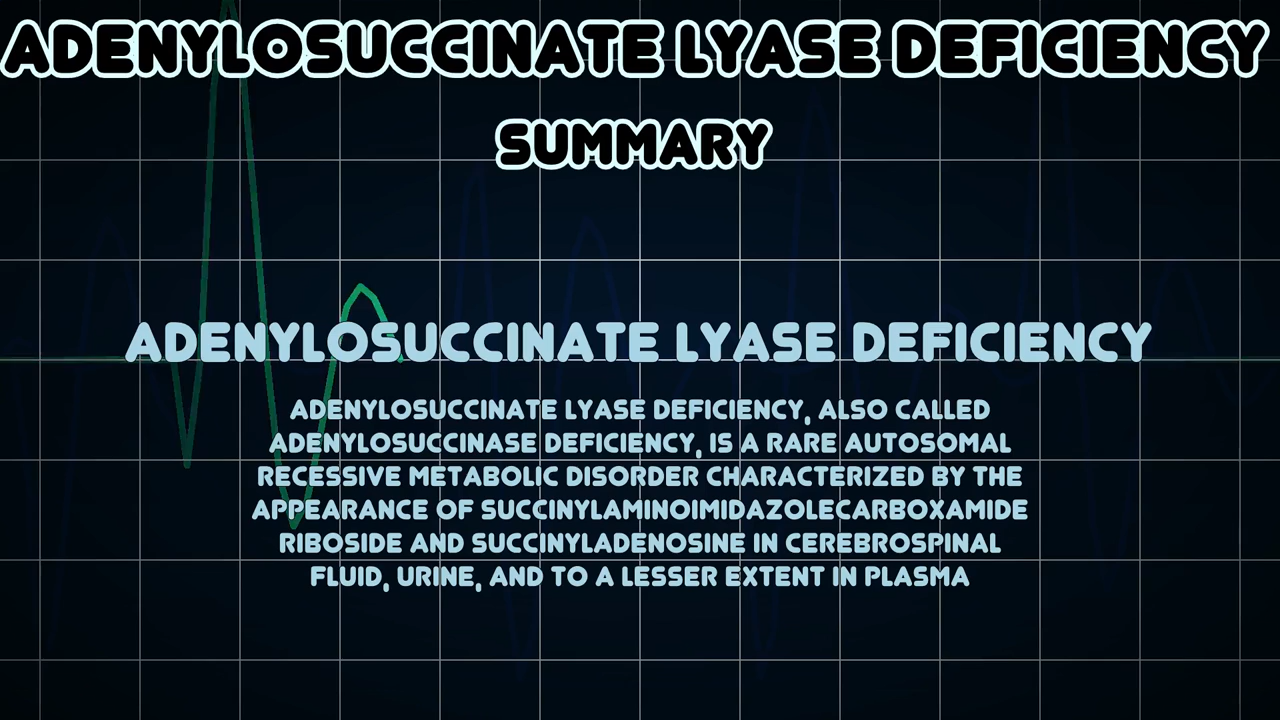 ADENYLOSUCCINATE LYASE DEFICIENCY
SUMMARY
ADENYLOSUCCINATE LYASE DEFICIENCY
ADENYLOSUCCINATE LYASE DEFICIENCY, ALSO CALLED
ADENYLOSUCCINASE DEFICIENCY, IS A RARE AUTOSOMAL
RECESSIVE METABOLIC DISORDER CHARACTERIZED BY THE
APPEARANCE OF SUCCINYLAMINOIMIDAZOLECARBOXAMIDE
RIBOSIDE AND SUCCINYLADENOSINE IN CEREBROSPINAL
FLUID, URINE, AND TO A LESSER EXTENT IN PLASMA